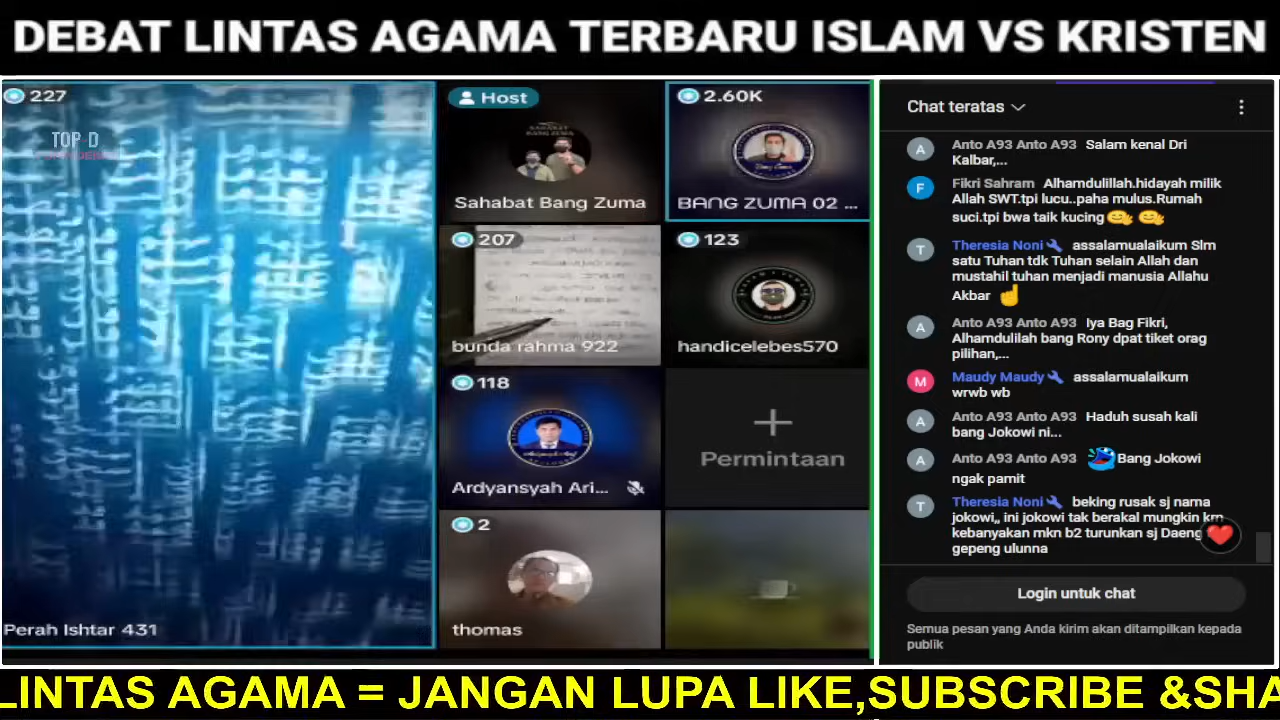 DEBAT LINTAS AGAMA TERBARU ISLAM VS KRISTEN
227
TOP D
Perah Ishtar 431
Host
SAHABAT
BANG ZUMA
Sahabat Bang Zuma
2.60K
BANG ZUMA 02 ...
207
bunda rahma 922
123
handicelebes570
118
Ardyansyah Ari...
Permintaan
2
thomas
Chat teratas
A
Anto A93 Anto A93 Salam kenal Dri
Kalbar,...
F
Fikri Sahram Alhamdulillah.hidayah milik
Allah SWT.tpi lucu..paha mulus.Rumah
suci.tpi bwa taik kucing
T
Theresia Noni assalamualaikum Slm
satu Tuhan tdk Tuhan selain Allah dan
mustahil tuhan menjadi manusia Allahu
Akbar
A
Anto A93 Anto A93 Iya Bag Fikri,
Alhamdulilah bang Rony dpat tiket orag
pilihan,...
M
Maudy Maudy assalamualaikum
wrwb wb
A
Anto A93 Anto A93 Haduh susah kali
bang Jokowi ni...
A
Anto A93 Anto A93 Bang Jokowi
ngak pamit
T
Theresia Noni beking rusak sj nama
jokowi,, ini jokowi tak berakal mungkin krn
kebanyakan mkn b2 turunkan sj Daeng
gepeng ulunna
Login untuk chat
Semua pesan yang Anda kirim akan ditampilkan kepada
publik
LINTAS AGAMA = JANGAN LUPA LIKE,SUBSCRIBE &SHA